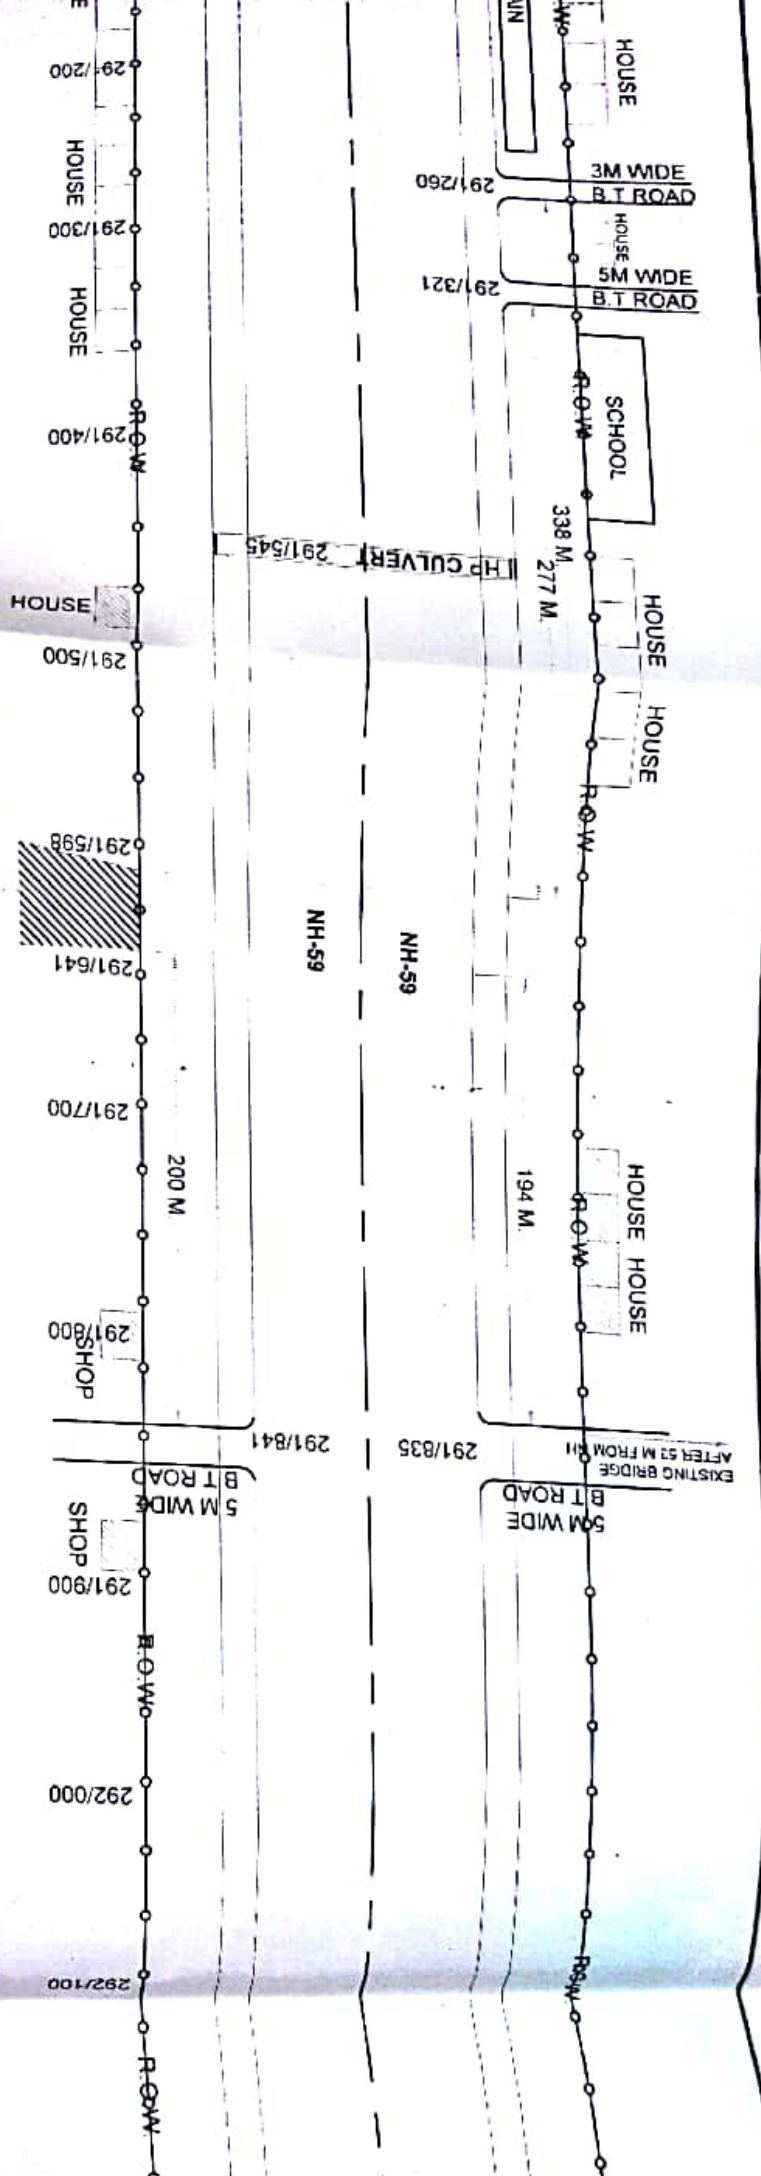 AIN
W.
HOUSE
291/200
HOUSE
3M WIDE
B.T ROAD
291/260
291/300
HOUSE
5M WIDE
B.T ROAD
291/321
HOUSE
R.O.W
SCHOOL
291/400
R.O.W
338 M.
277 M.
291/545
HP CULVERT
HOUSE
HOUSE
291/500
HOUSE
R.O.W.
291/598
NH-59
NH-59
291/641
291/700
200 M.
194 M.
HOUSE
HOUSE
R.O.W
291/800
SHOP
291/841
291/835
EXISTING BRIDGE
AFTER 53 M FROM NH
5 M WIDE
B T ROAD
5 M WIDE
B T ROAD
SHOP
291/900
R.O.W.
292/000
292/100
R.O.W
R.O.W